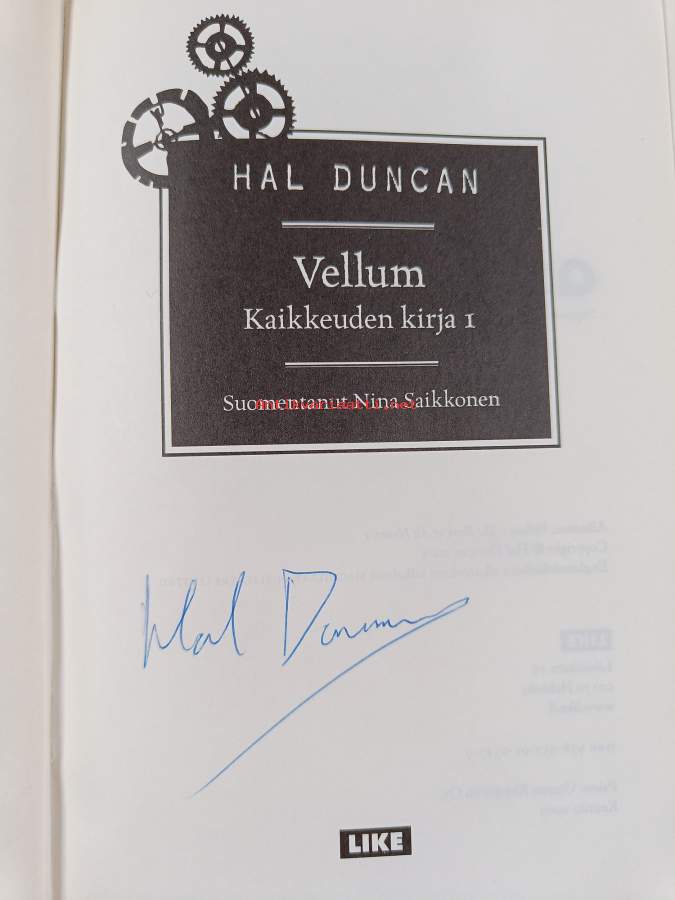 HAL DUNCAN
Vellum
Kaikkeuden kirja 1
Suomentanut Nina Saikkonen
Hal Duncan
LIKE